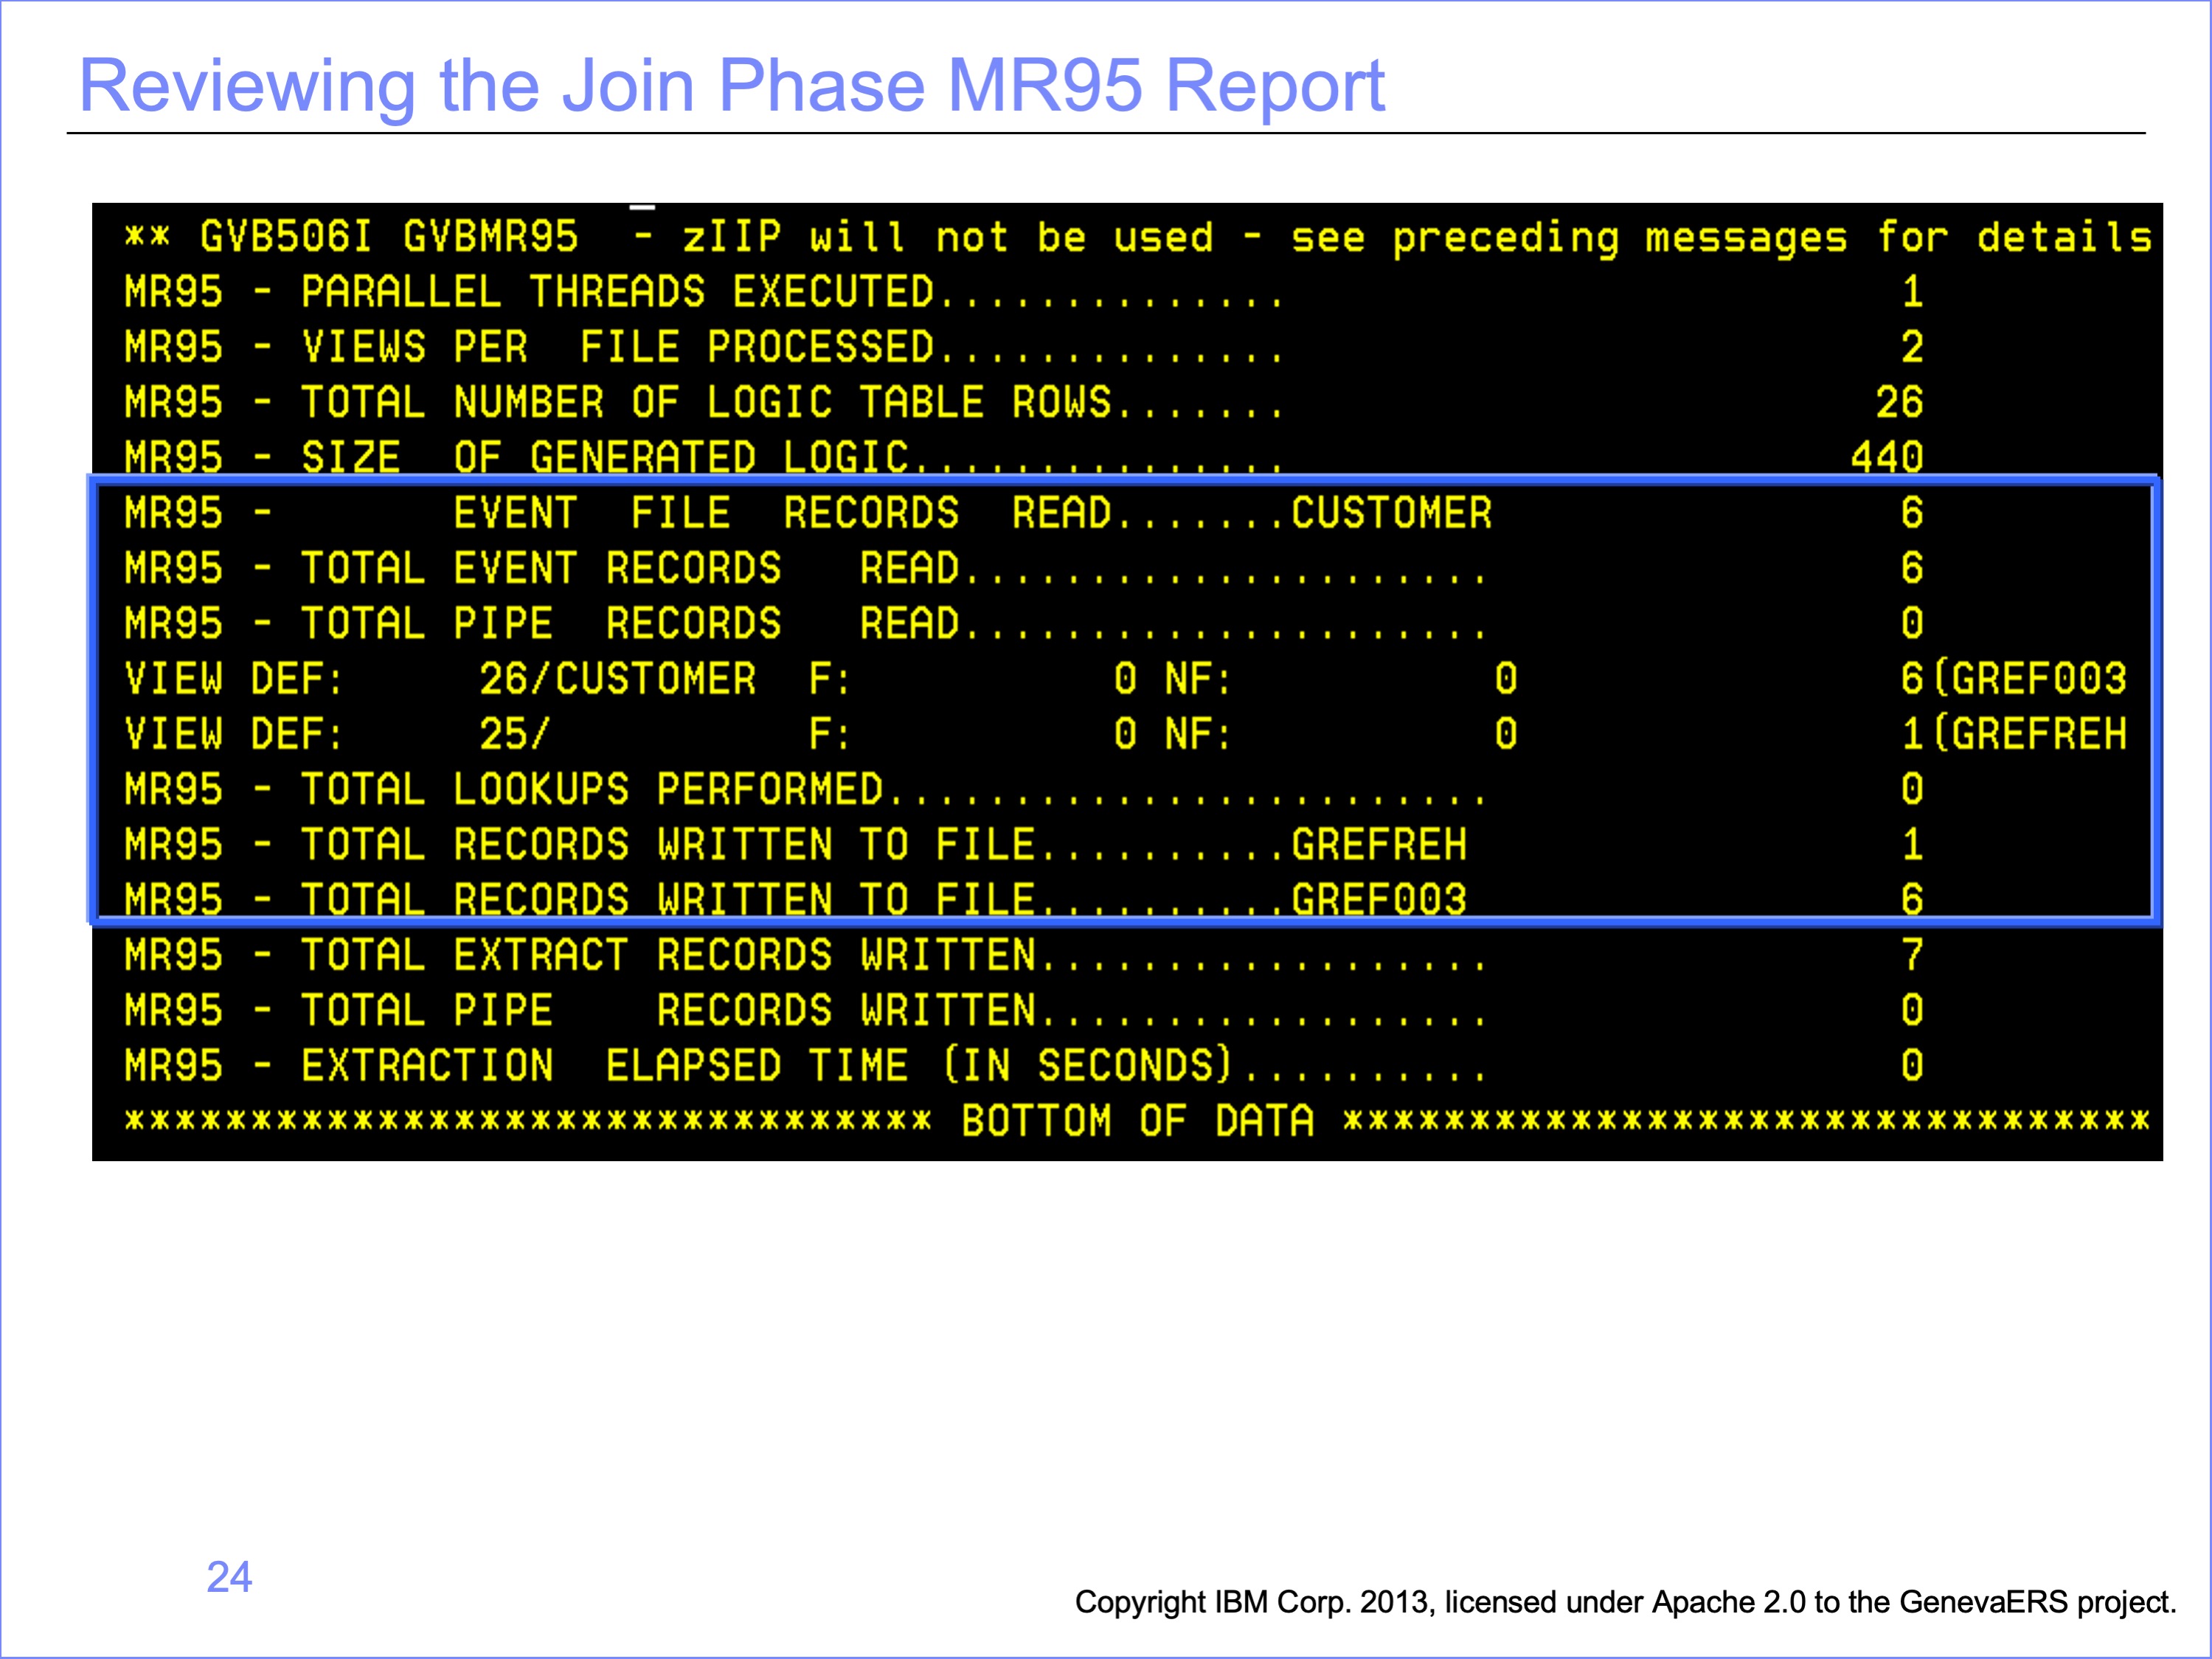 Reviewing the Join Phase MR95 Report
** GVB506I GVBMR95  - zIIP will not be used - see preceding messages for details
MR95 - PARALLEL THREADS EXECUTED.............. 1
MR95 - VIEWS PER  FILE PROCESSED.............. 2
MR95 - TOTAL NUMBER OF LOGIC TABLE ROWS....... 26
MR95 - SIZE  OF GENERATED LOGIC............... 440
MR95 -       EVENT  FILE  RECORDS  READ.......CUSTOMER 6
MR95 - TOTAL EVENT RECORDS   READ..................... 6
MR95 - TOTAL PIPE  RECORDS   READ..................... 0
VIEW DEF:     26/CUSTOMER  F:          0 NF:          0 6(GREF003
VIEW DEF:     25/          F:          0 NF:          0 1(GREFREH
MR95 - TOTAL LOOKUPS PERFORMED........................ 0
MR95 - TOTAL RECORDS WRITTEN TO FILE..........GREFREH 1
MR95 - TOTAL RECORDS WRITTEN TO FILE..........GREF003 6
MR95 - TOTAL EXTRACT RECORDS WRITTEN.................. 7
MR95 - TOTAL PIPE    RECORDS WRITTEN.................. 0
MR95 - EXTRACTION  ELAPSED TIME (IN SECONDS).......... 0
******************************** BOTTOM OF DATA ********************************
24
Copyright IBM Corp. 2013, licensed under Apache 2.0 to the GenevaERS project.